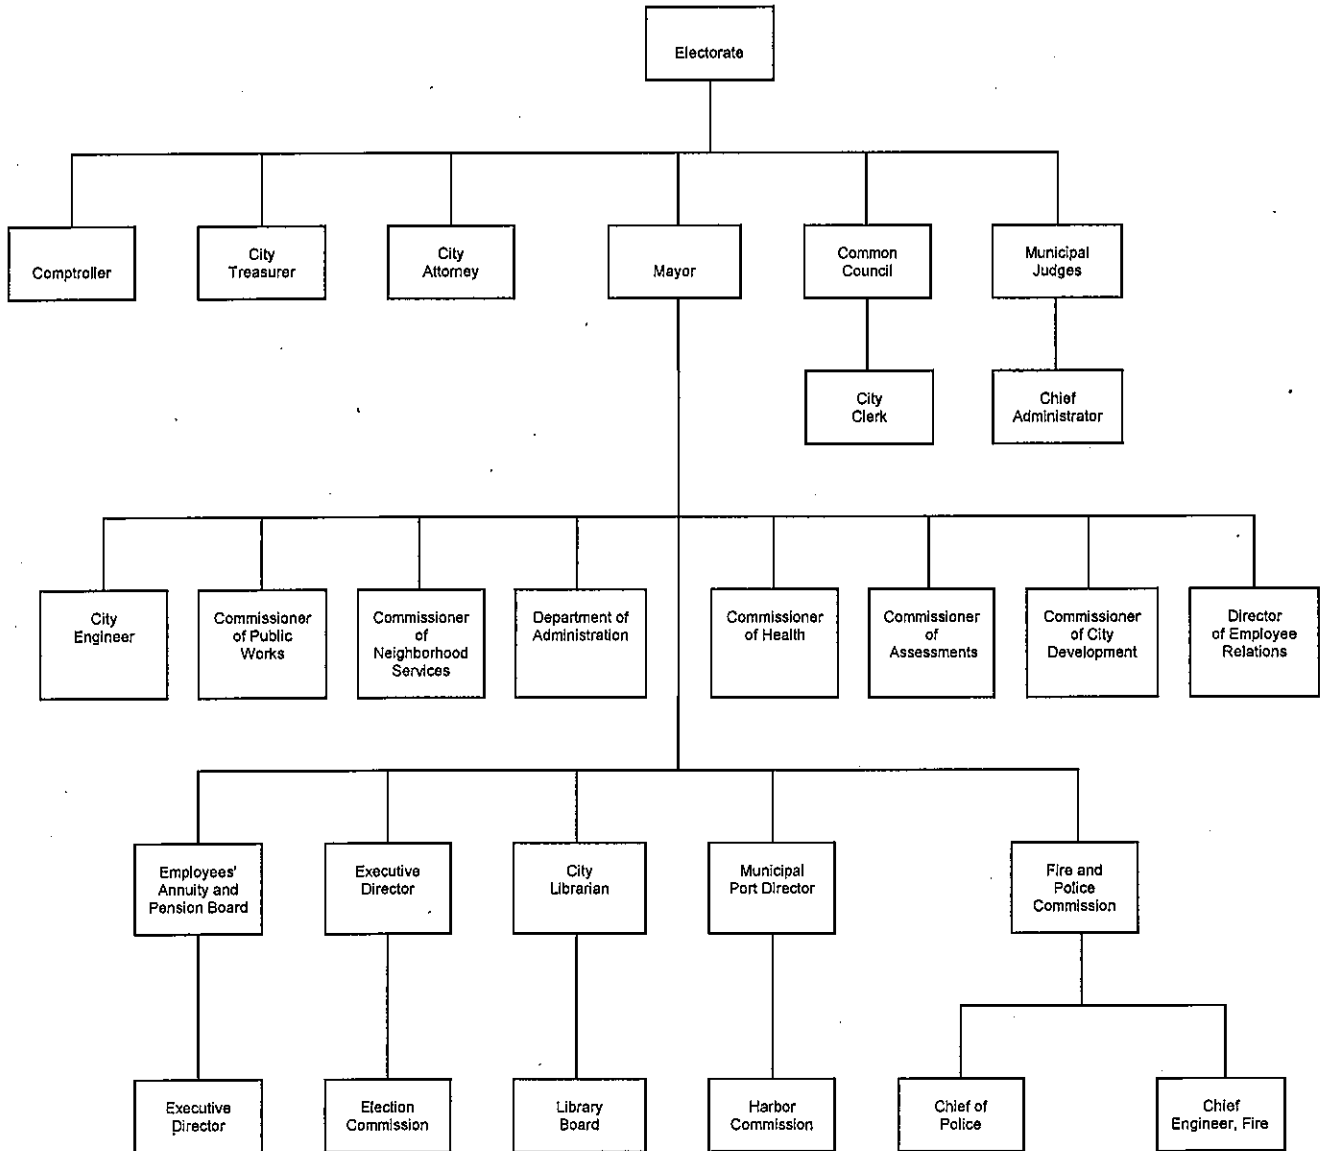 Electorate
Comptroller
City
Treasurer
City
Attorney
Mayor
Common
Council
Municipal
Judges
City
Clerk
Chief
Administrator
City
Engineer
Commissioner
of Public
Works
Commissioner
of
Neighborhood
Services
Department of
Administration
Commissioner
of Health
Commissioner
of
Assessments
Commissioner
of City
Development
Director
of Employee
Relations
Employees'
Annuity and
Pension Board
Executive
Director
City
Librarian
Municipal
Port Director
Fire and
Police
Commission
Executive
Director
Election
Commission
Library
Board
Harbor
Commission
Chief of
Police
Chief
Engineer, Fire